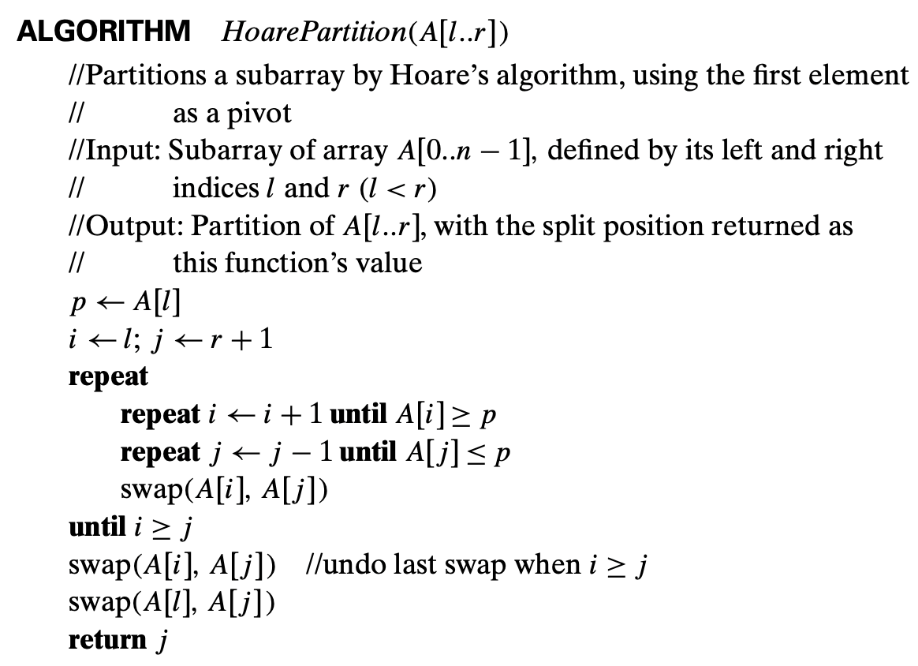 ALGORITHM HoarePartition(A[l..r])
//Partitions a subarray by Hoare’s algorithm, using the first element
// as a pivot
//Input: Subarray of array A[0..n − 1], defined by its left and right
// indices l and r (l < r)
//Output: Partition of A[l..r], with the split position returned as
// this function’s value
p ← A[l]
i ← l; j ← r + 1
repeat
repeat i ← i + 1 until A[i] ≥ p
repeat j ← j − 1 until A[j] ≤ p
swap(A[i], A[j])
until i ≥ j
swap(A[i], A[j]) //undo last swap when i ≥ j
swap(A[l], A[j])
return j